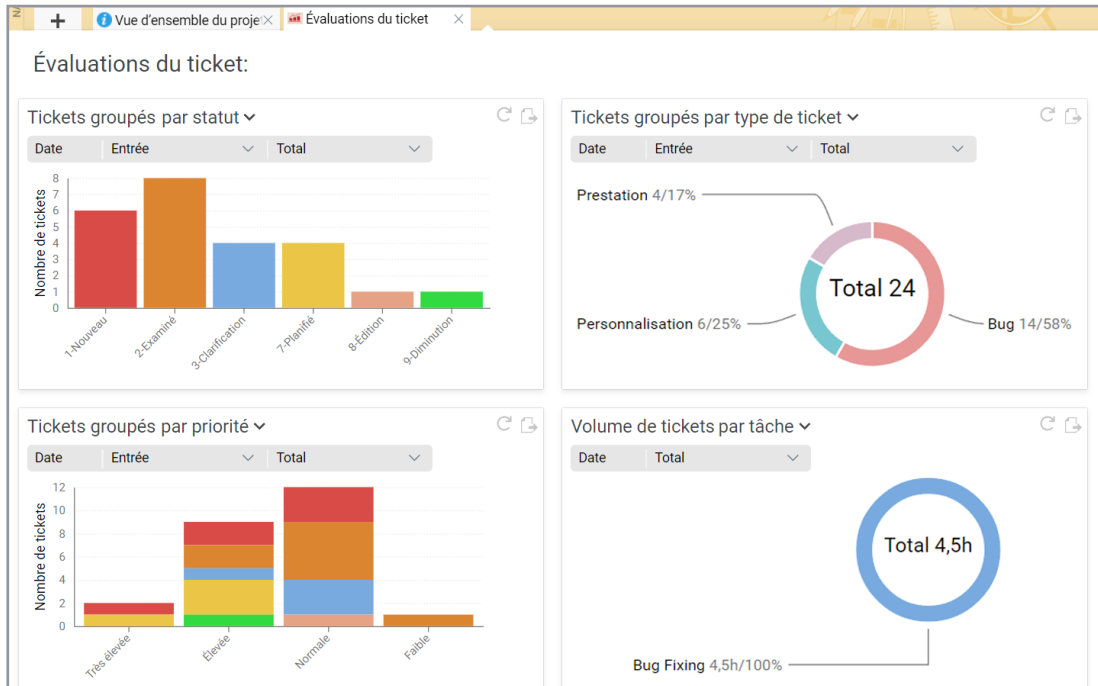 Vue d'ensemble du proje
Évaluations du ticket
Évaluations du ticket:
Tickets groupés par statut
Date Entrée Total
Nombre de tickets
8
7
6
5
4
3
2
1
0
1-Nouveau
2-Examiné
3-Clarification
7-Planifié
8-Édition
9-Diminution
Tickets groupés par type de ticket
Date Entrée Total
Prestation 4/17%
Total 24
Personnalisation 6/25%
Bug 14/58%
Tickets groupés par priorité
Date Entrée Total
Nombre de tickets
12
10
8
6
4
2
0
Très élevée
Élevée
Normale
Faible
Volume de tickets par tâche
Date Total
Total 4,5h
Bug Fixing 4,5h/100%